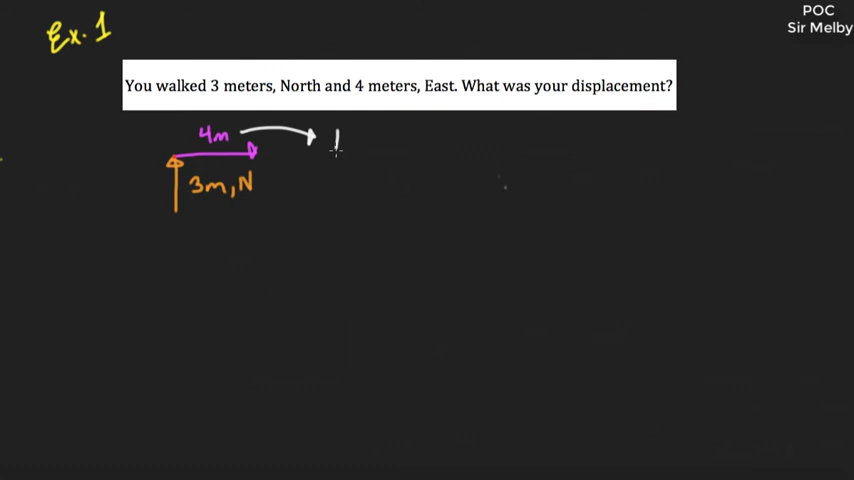 POC
Sir Melby
Ex. 1
You walked 3 meters, North and 4 meters, East. What was your displacement?
4m
3m, N